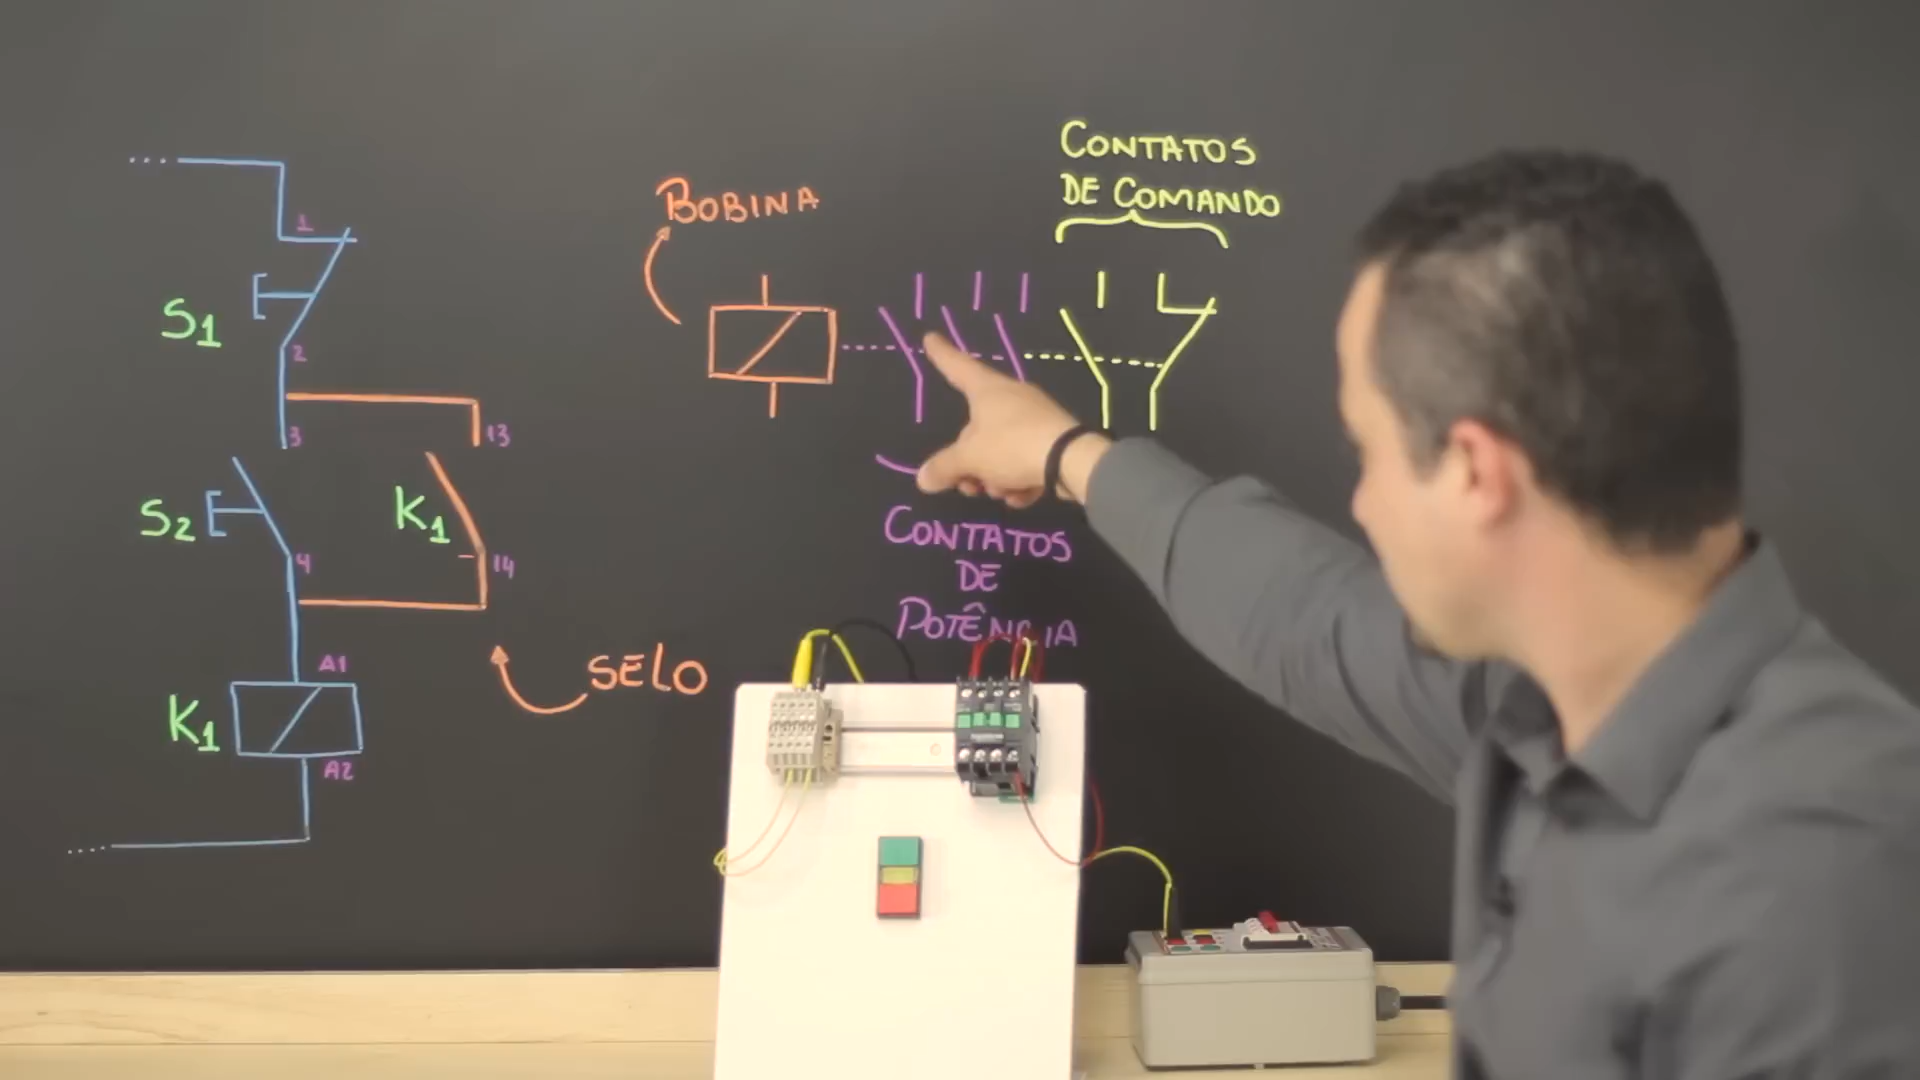 1
S1
2
3
13
S2
K1
4
14
A1
K1
A2
SELO
BOBINA
CONTATOS
DE COMANDO
CONTATOS
DE
POTÊNCIA